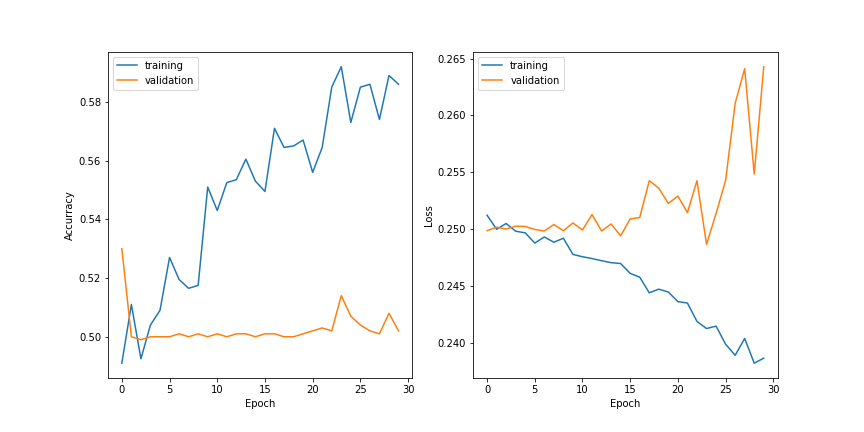 training
validation
0.58
0.56
0.54
0.52
0.50
Accurracy
0 5 10 15 20 25 30
Epoch
training
validation
0.265
0.260
0.255
0.250
0.245
0.240
Loss
0 5 10 15 20 25 30
Epoch